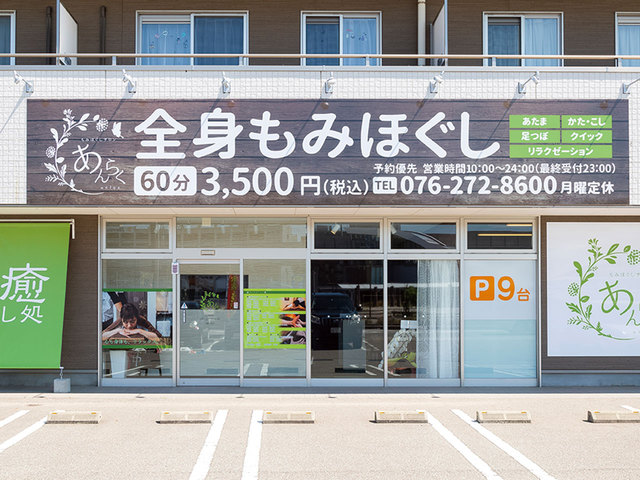 全身もみほぐし
60分 3,500円(税込)
あんらく
anraku
あたま
かた・こし
足つぼ
クイック
リラクゼーション
予約優先 営業時間10:00~24:00(最終受付23:00)
TEL 076-272-8600 月曜定休
癒
し処
P9台
あん